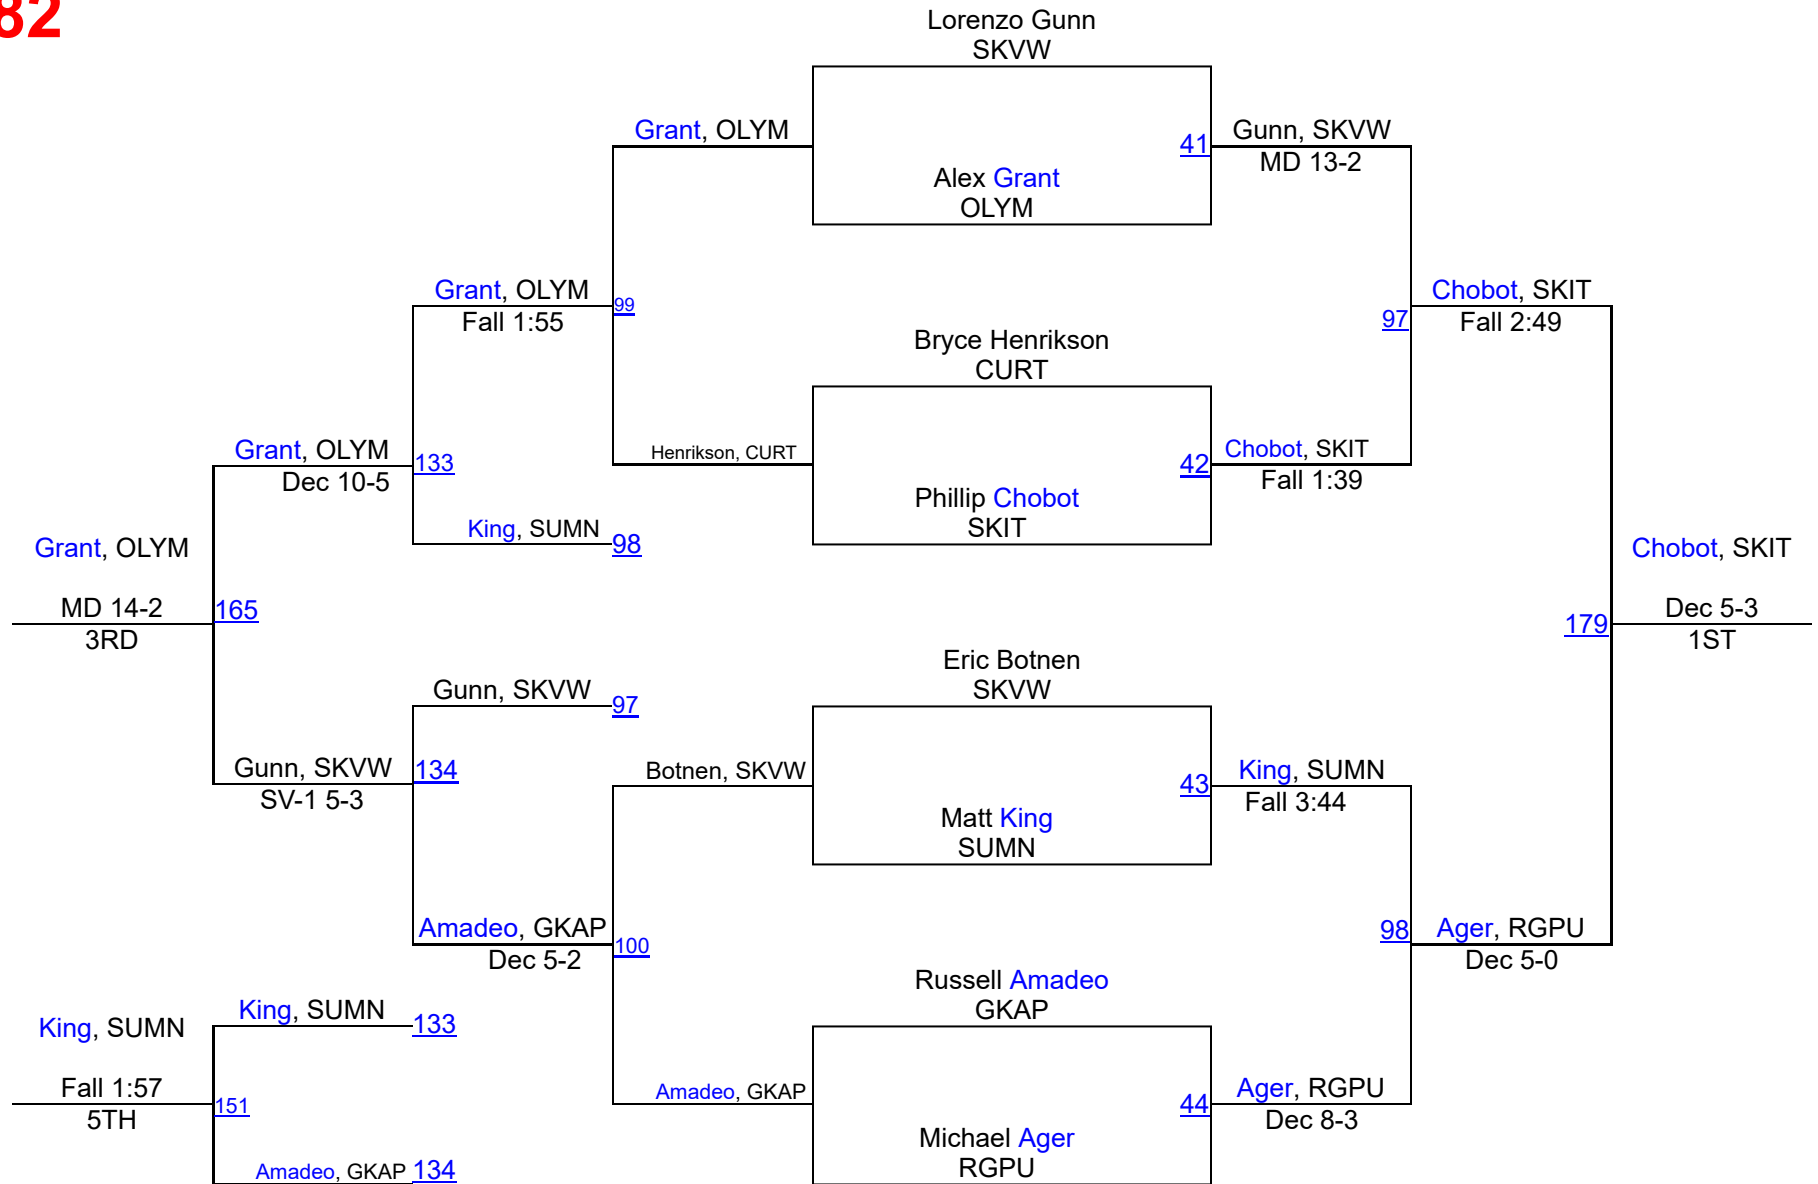 82
Lorenzo Gunn
SKVW
Grant, OLYM
41
Gunn, SKVW
MD 13-2
Alex Grant
OLYM
Grant, OLYM
Fall 1:55
99
Chobot, SKIT
Fall 2:49
97
Bryce Henrikson
CURT
Grant, OLYM
Dec 10-5
133
Henrikson, CURT
42
Chobot, SKIT
Fall 1:39
Phillip Chobot
SKIT
King, SUMN
98
Grant, OLYM
MD 14-2
3RD
165
Chobot, SKIT
Dec 5-3
1ST
179
Eric Botnen
SKVW
Gunn, SKVW
97
Gunn, SKVW
SV-1 5-3
134
Botnen, SKVW
43
King, SUMN
Fall 3:44
Matt King
SUMN
Amadeo, GKAP
Dec 5-2
100
98
Ager, RGPU
Dec 5-0
Russell Amadeo
GKAP
King, SUMN
King, SUMN
133
Fall 1:57
5TH
151
Amadeo, GKAP
44
Ager, RGPU
Dec 8-3
Michael Ager
RGPU
Amadeo, GKAP
134